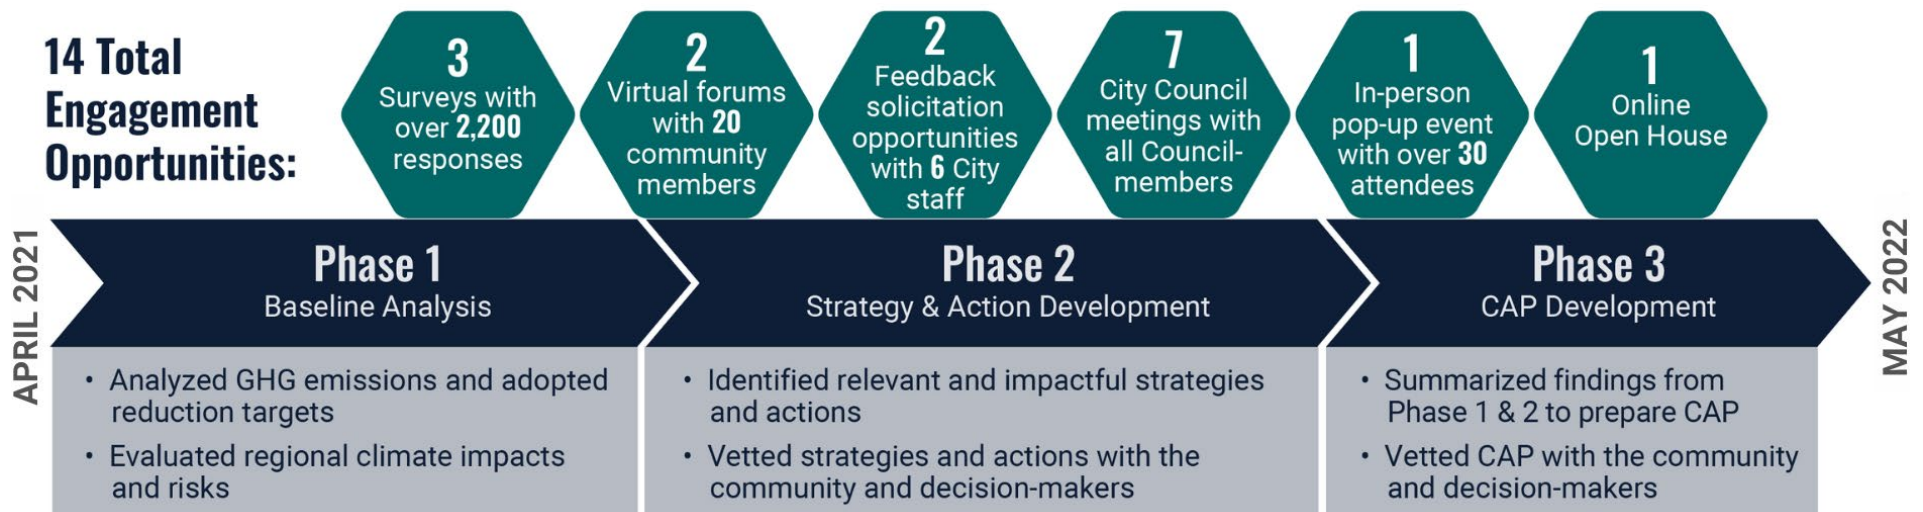 14 Total
Engagement
Opportunities:
3
Surveys with
over 2,200
responses
2
Virtual forums
with 20
community
members
2
Feedback
solicitation
opportunities
with 6 City
staff
7
City Council
meetings with
all Council-
members
1
In-person
pop-up event
with over 30
attendees
1
Online
Open House
APRIL 2021
Phase 1
Baseline Analysis
• Analyzed GHG emissions and adopted
reduction targets
• Evaluated regional climate impacts
and risks
Phase 2
Strategy & Action Development
• Identified relevant and impactful strategies
and actions
• Vetted strategies and actions with the
community and decision-makers
Phase 3
CAP Development
• Summarized findings from
Phase 1 & 2 to prepare CAP
• Vetted CAP with the community
and decision-makers
MAY 2022